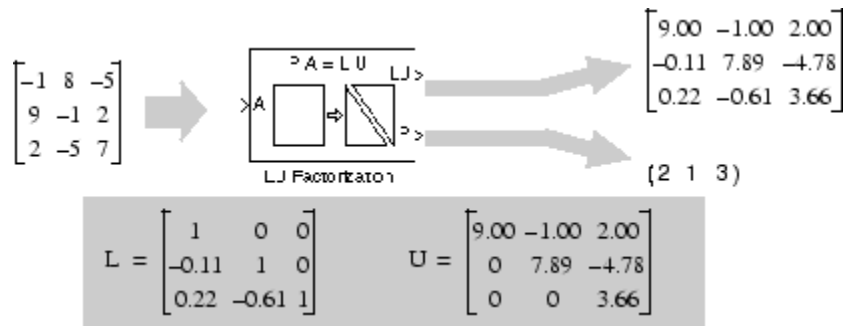 -1 8 -5
9 -1 2
2 -5 7
P A = L U
A
LU
P
LU Factorization
9.00 -1.00 2.00
-0.11 7.89 -4.78
0.22 -0.61 3.66
(2 1 3)
L =
1 0 0
-0.11 1 0
0.22 -0.61 1
U =
9.00 -1.00 2.00
0 7.89 -4.78
0 0 3.66